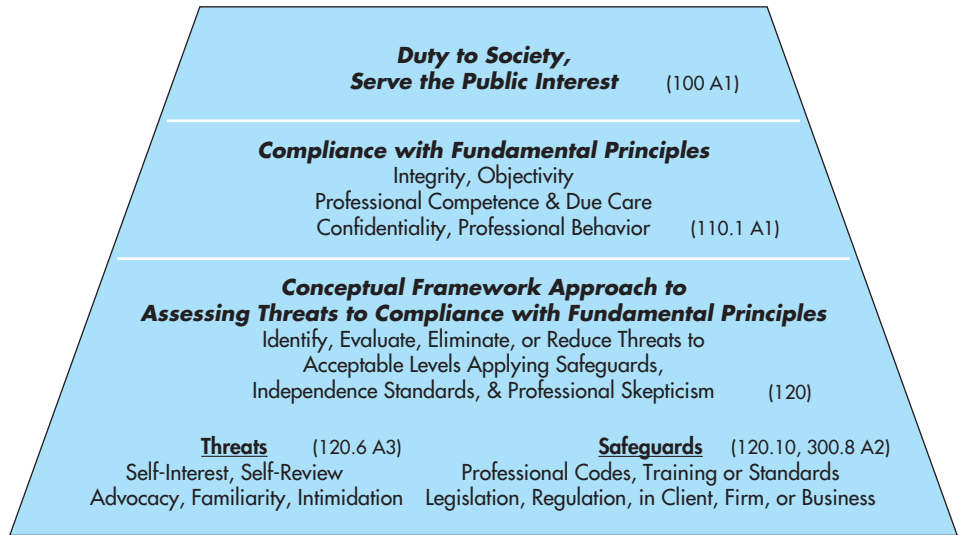 Duty to Society,
Serve the Public Interest (100 A1)
Compliance with Fundamental Principles
Integrity, Objectivity
Professional Competence & Due Care
Confidentiality, Professional Behavior (110.1 A1)
Conceptual Framework Approach to
Assessing Threats to Compliance with Fundamental Principles
Identify, Evaluate, Eliminate, or Reduce Threats to
Acceptable Levels Applying Safeguards,
Independence Standards, & Professional Skepticism (120)
Threats (120.6 A3)
Self-Interest, Self-Review
Advocacy, Familiarity, Intimidation
Safeguards (120.10, 300.8 A2)
Professional Codes, Training or Standards
Legislation, Regulation, in Client, Firm, or Business